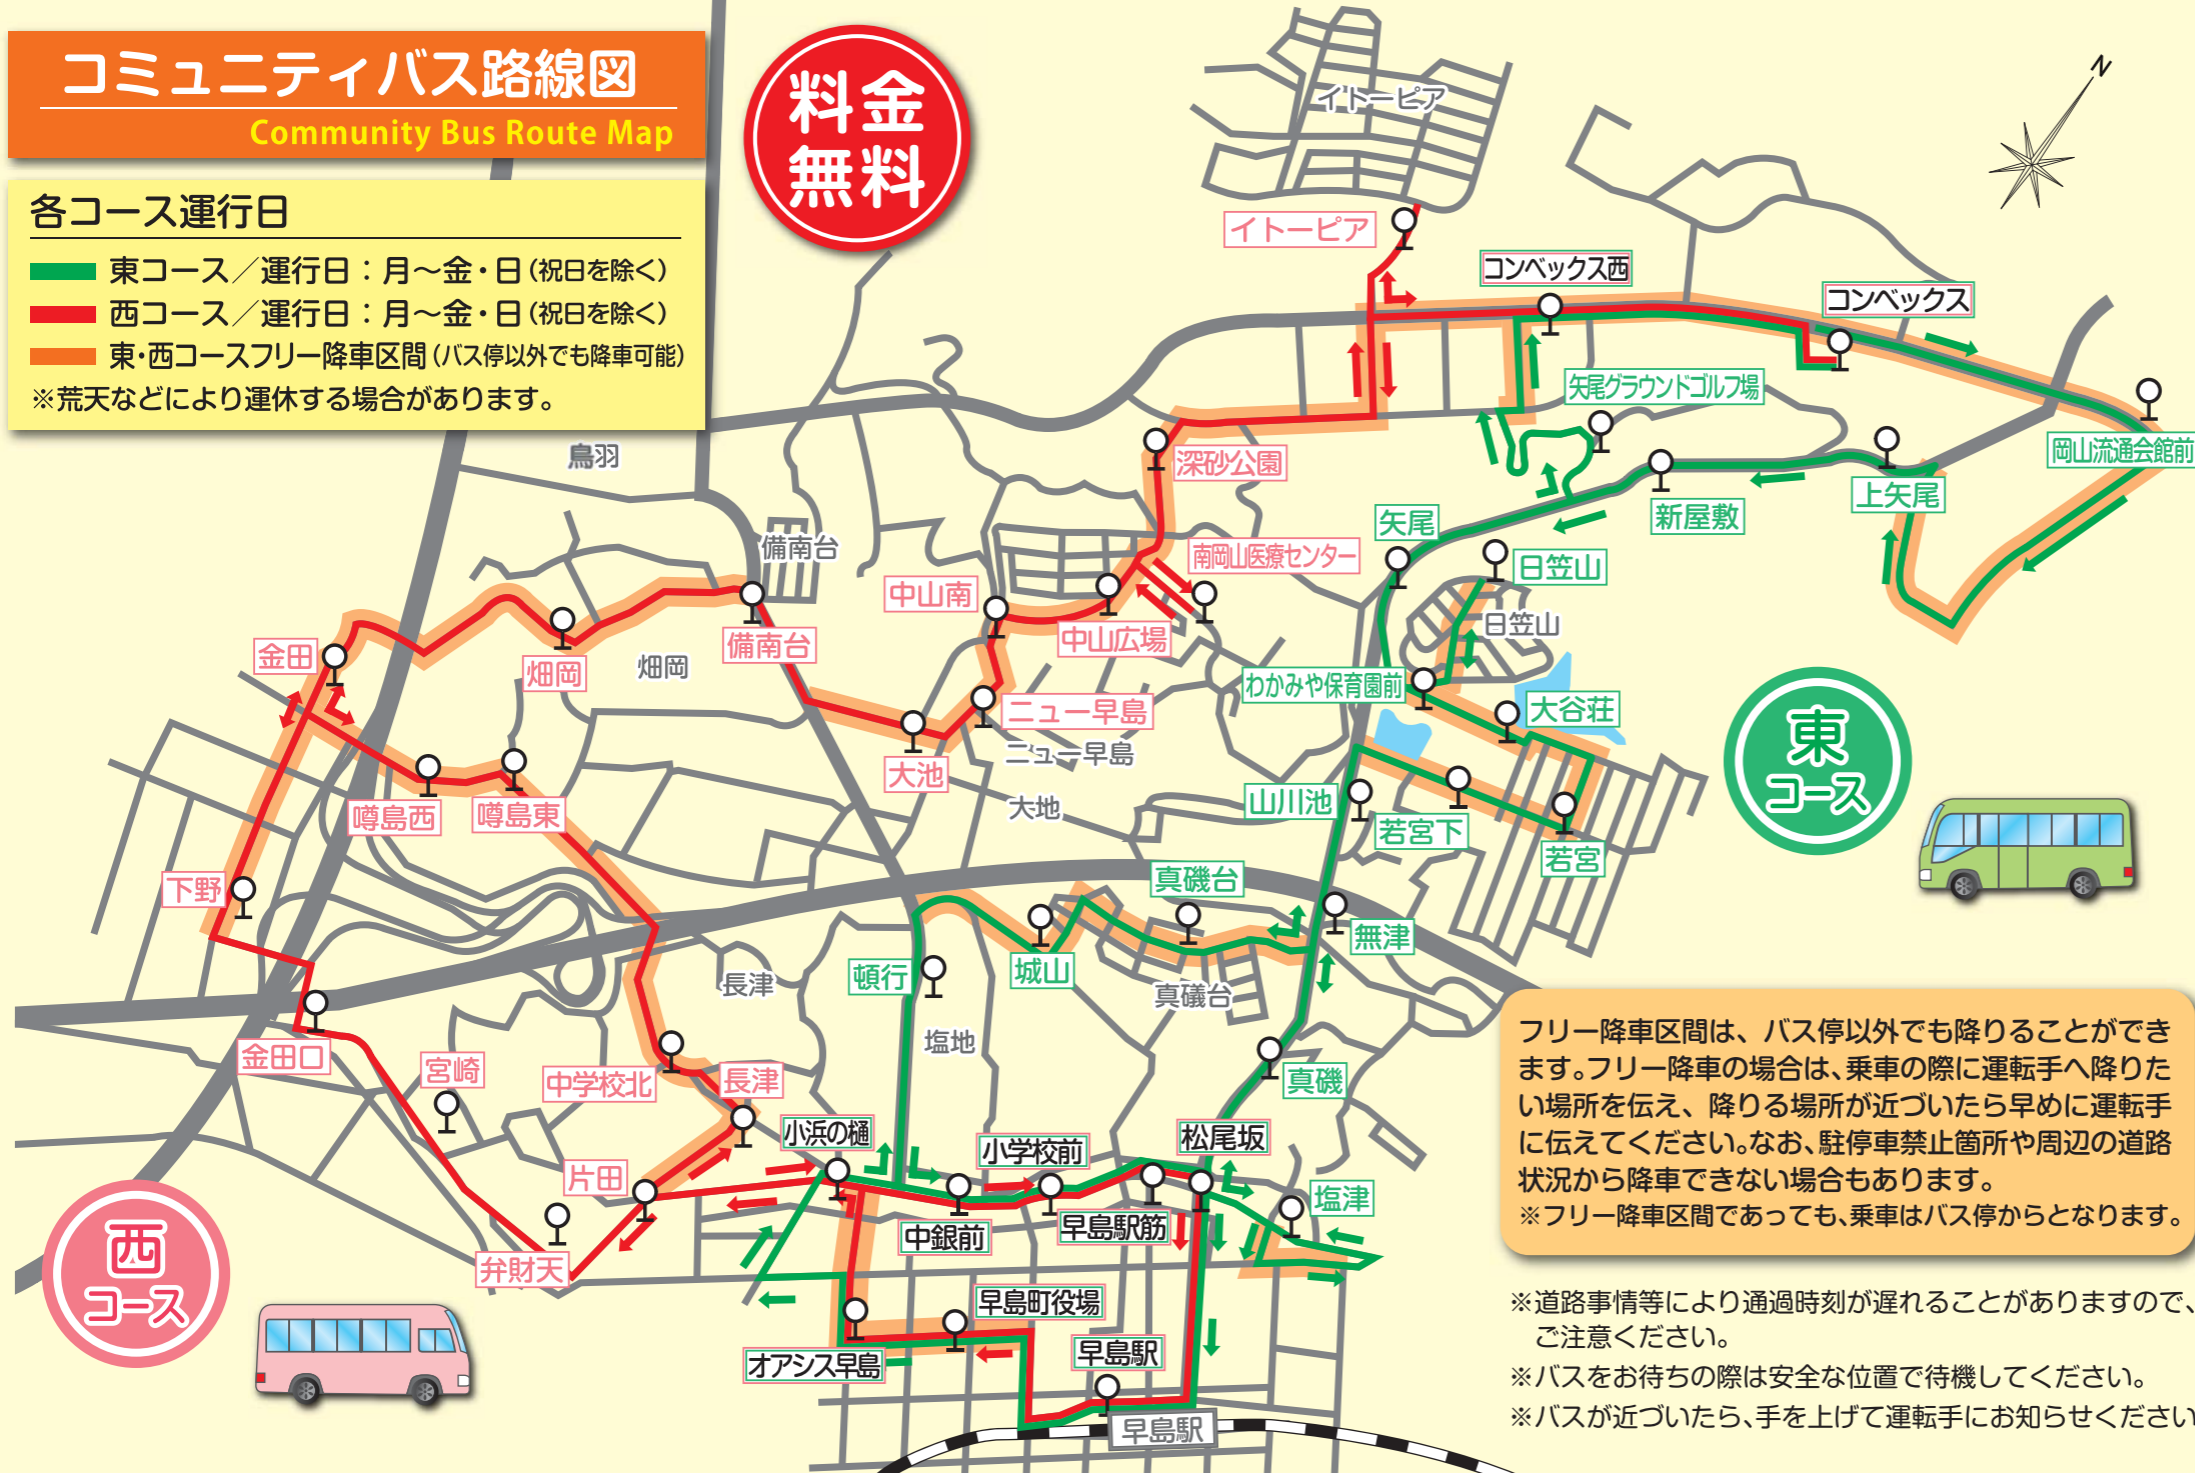 コミュニティバス路線図
Community Bus Route Map
料金
無料
各コース運行日
東コース／運行日：月～金・日（祝日を除く）
西コース／運行日：月～金・日（祝日を除く）
東・西コースフリー降車区間（バス停以外でも降車可能）
※荒天などにより運休する場合があります。
N
イトーピア
イトーピア
コンベックス西
コンベックス
矢尾グラウンドゴルフ場
岡山流通会館前
鳥羽
深砂公園
上矢尾
新屋敷
矢尾
備南台
南岡山医療センター
日笠山
中山南
日笠山
金田
備南台
中山広場
畑岡
畑岡
わかみや保育園前
ニュー早島
大谷荘
ニュー早島
大池
東
コース
噂島西
噂島東
大地
山川池
若宮下
若宮
下野
真磯台
無津
頓行
城山
長津
真礒台
塩地
金田口
宮崎
中学校北
長津
真磯
小浜の樋
小学校前
松尾坂
片田
塩津
中銀前
早島駅筋
西
コース
弁財天
早島町役場
オアシス早島
早島駅
早島駅
フリー降車区間は、バス停以外でも降りることができ
ます。フリー降車の場合は、乗車の際に運転手へ降りた
い場所を伝え、降りる場所が近づいたら早めに運転手
に伝えてください。なお、駐停車禁止箇所や周辺の道路
状況から降車できない場合もあります。
※フリー降車区間であっても、乗車はバス停からとなります。
※道路事情等により通過時刻が遅れることがありますので、
ご注意ください。
※バスをお待ちの際は安全な位置で待機してください。
※バスが近づいたら、手を上げて運転手にお知らせください